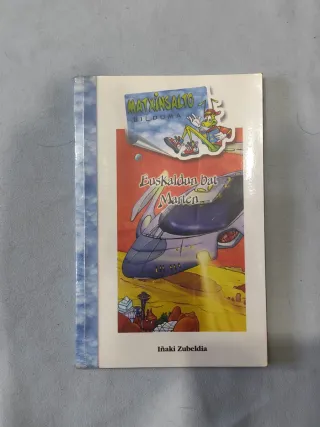 MATXINSALTO
BILDUMA
Euskaldun bat
Marten
Iñaki Zubeldia